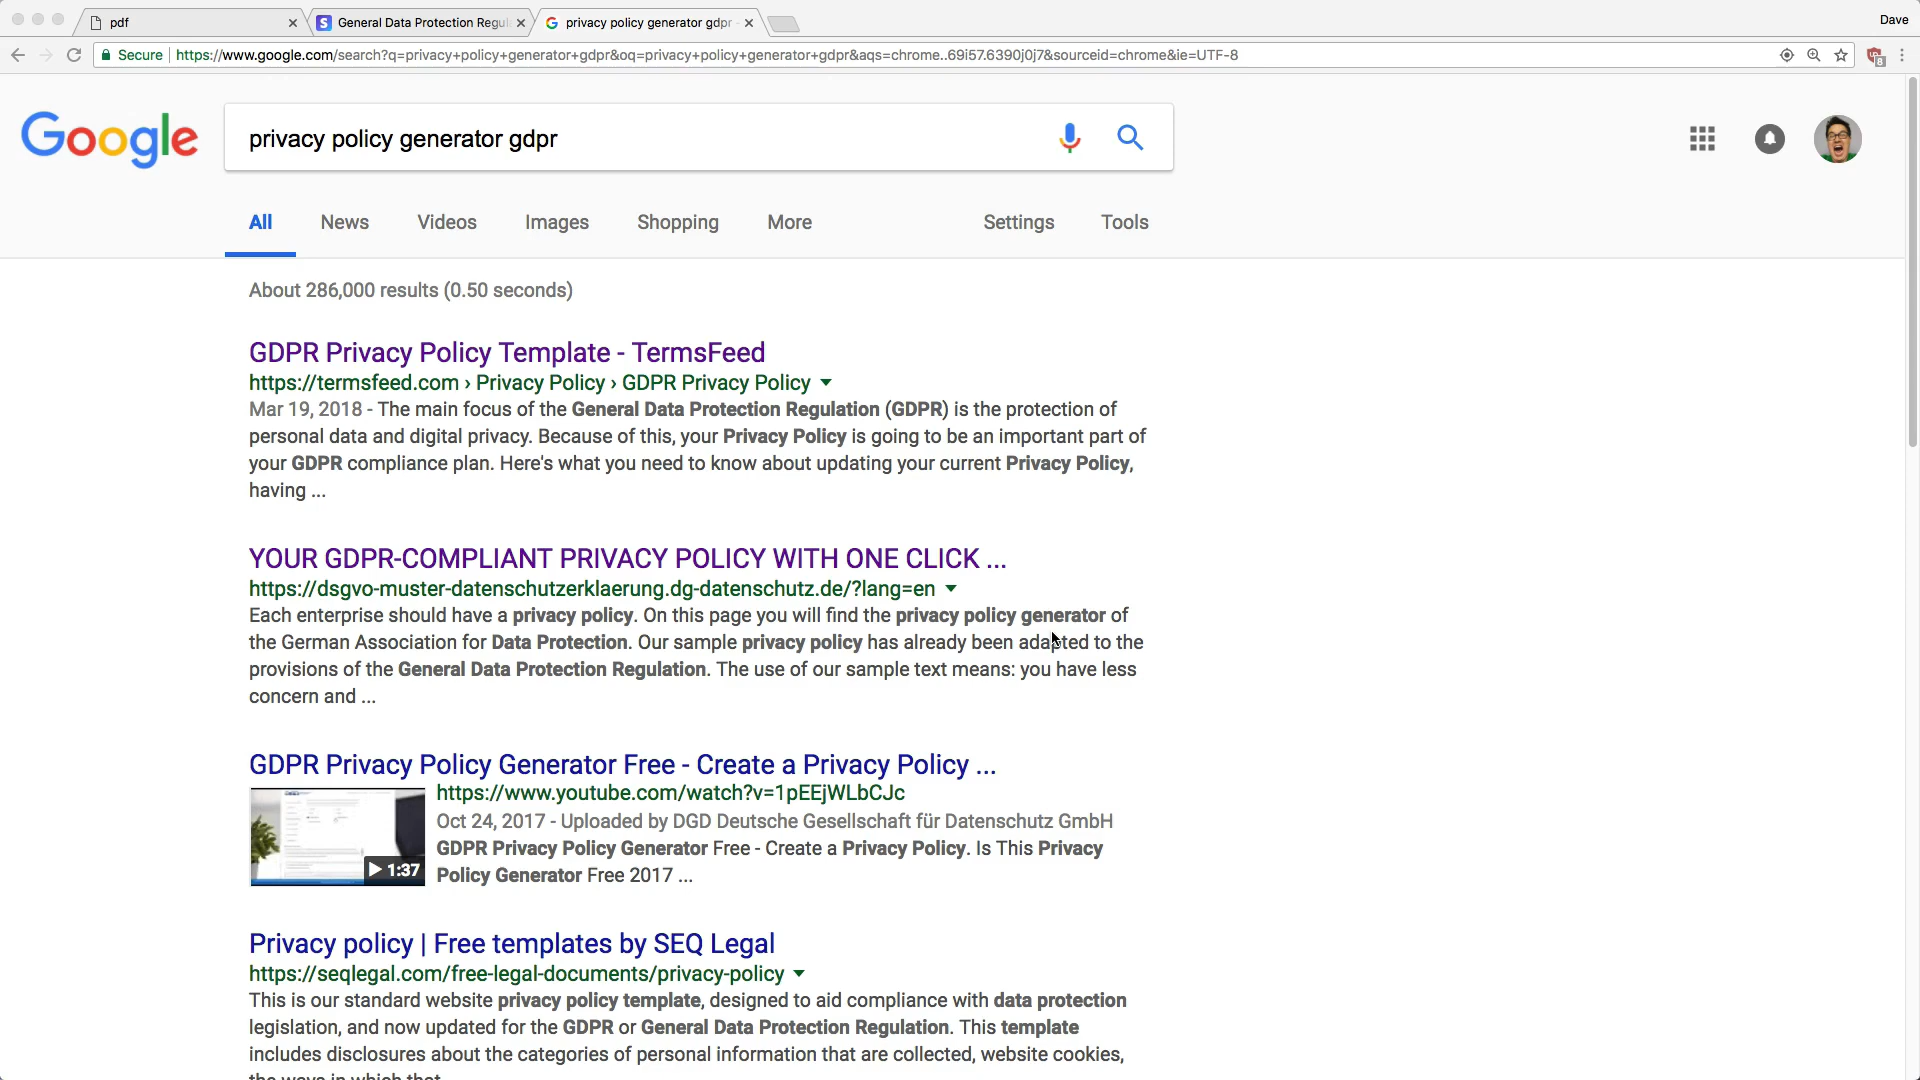 pdf
General Data Protection Regul
privacy policy generator gdpr
Dave
Secure
https://www.google.com/search?q=privacy+policy+generator+gdpr&oq=privacy+policy+generator+gdpr&aqs=chrome..69i57.6390j0j7&sourceid=chrome&ie=UTF-8
8
Google
privacy policy generator gdpr
All
News
Videos
Images
Shopping
More
Settings
Tools
About 286,000 results (0.50 seconds)
GDPR Privacy Policy Template - TermsFeed
https://termsfeed.com › Privacy Policy › GDPR Privacy Policy
Mar 19, 2018 - The main focus of the General Data Protection Regulation (GDPR) is the protection of
personal data and digital privacy. Because of this, your Privacy Policy is going to be an important part of
your GDPR compliance plan. Here's what you need to know about updating your current Privacy Policy,
having ...
YOUR GDPR-COMPLIANT PRIVACY POLICY WITH ONE CLICK ...
https://dsgvo-muster-datenschutzerklaerung.dg-datenschutz.de/?lang=en
Each enterprise should have a privacy policy. On this page you will find the privacy policy generator of
the German Association for Data Protection. Our sample privacy policy has already been adapted to the
provisions of the General Data Protection Regulation. The use of our sample text means: you have less
concern and ...
GDPR Privacy Policy Generator Free - Create a Privacy Policy ...
https://www.youtube.com/watch?v=1pEEjWLbCJc
Oct 24, 2017 - Uploaded by DGD Deutsche Gesellschaft für Datenschutz GmbH
GDPR Privacy Policy Generator Free - Create a Privacy Policy. Is This Privacy
1:37
Policy Generator Free 2017 ...
Privacy policy | Free templates by SEQ Legal
https://seqlegal.com/free-legal-documents/privacy-policy
This is our standard website privacy policy template, designed to aid compliance with data protection
legislation, and now updated for the GDPR or General Data Protection Regulation. This template
includes disclosures about the categories of personal information that are collected, website cookies,
the ways in which that